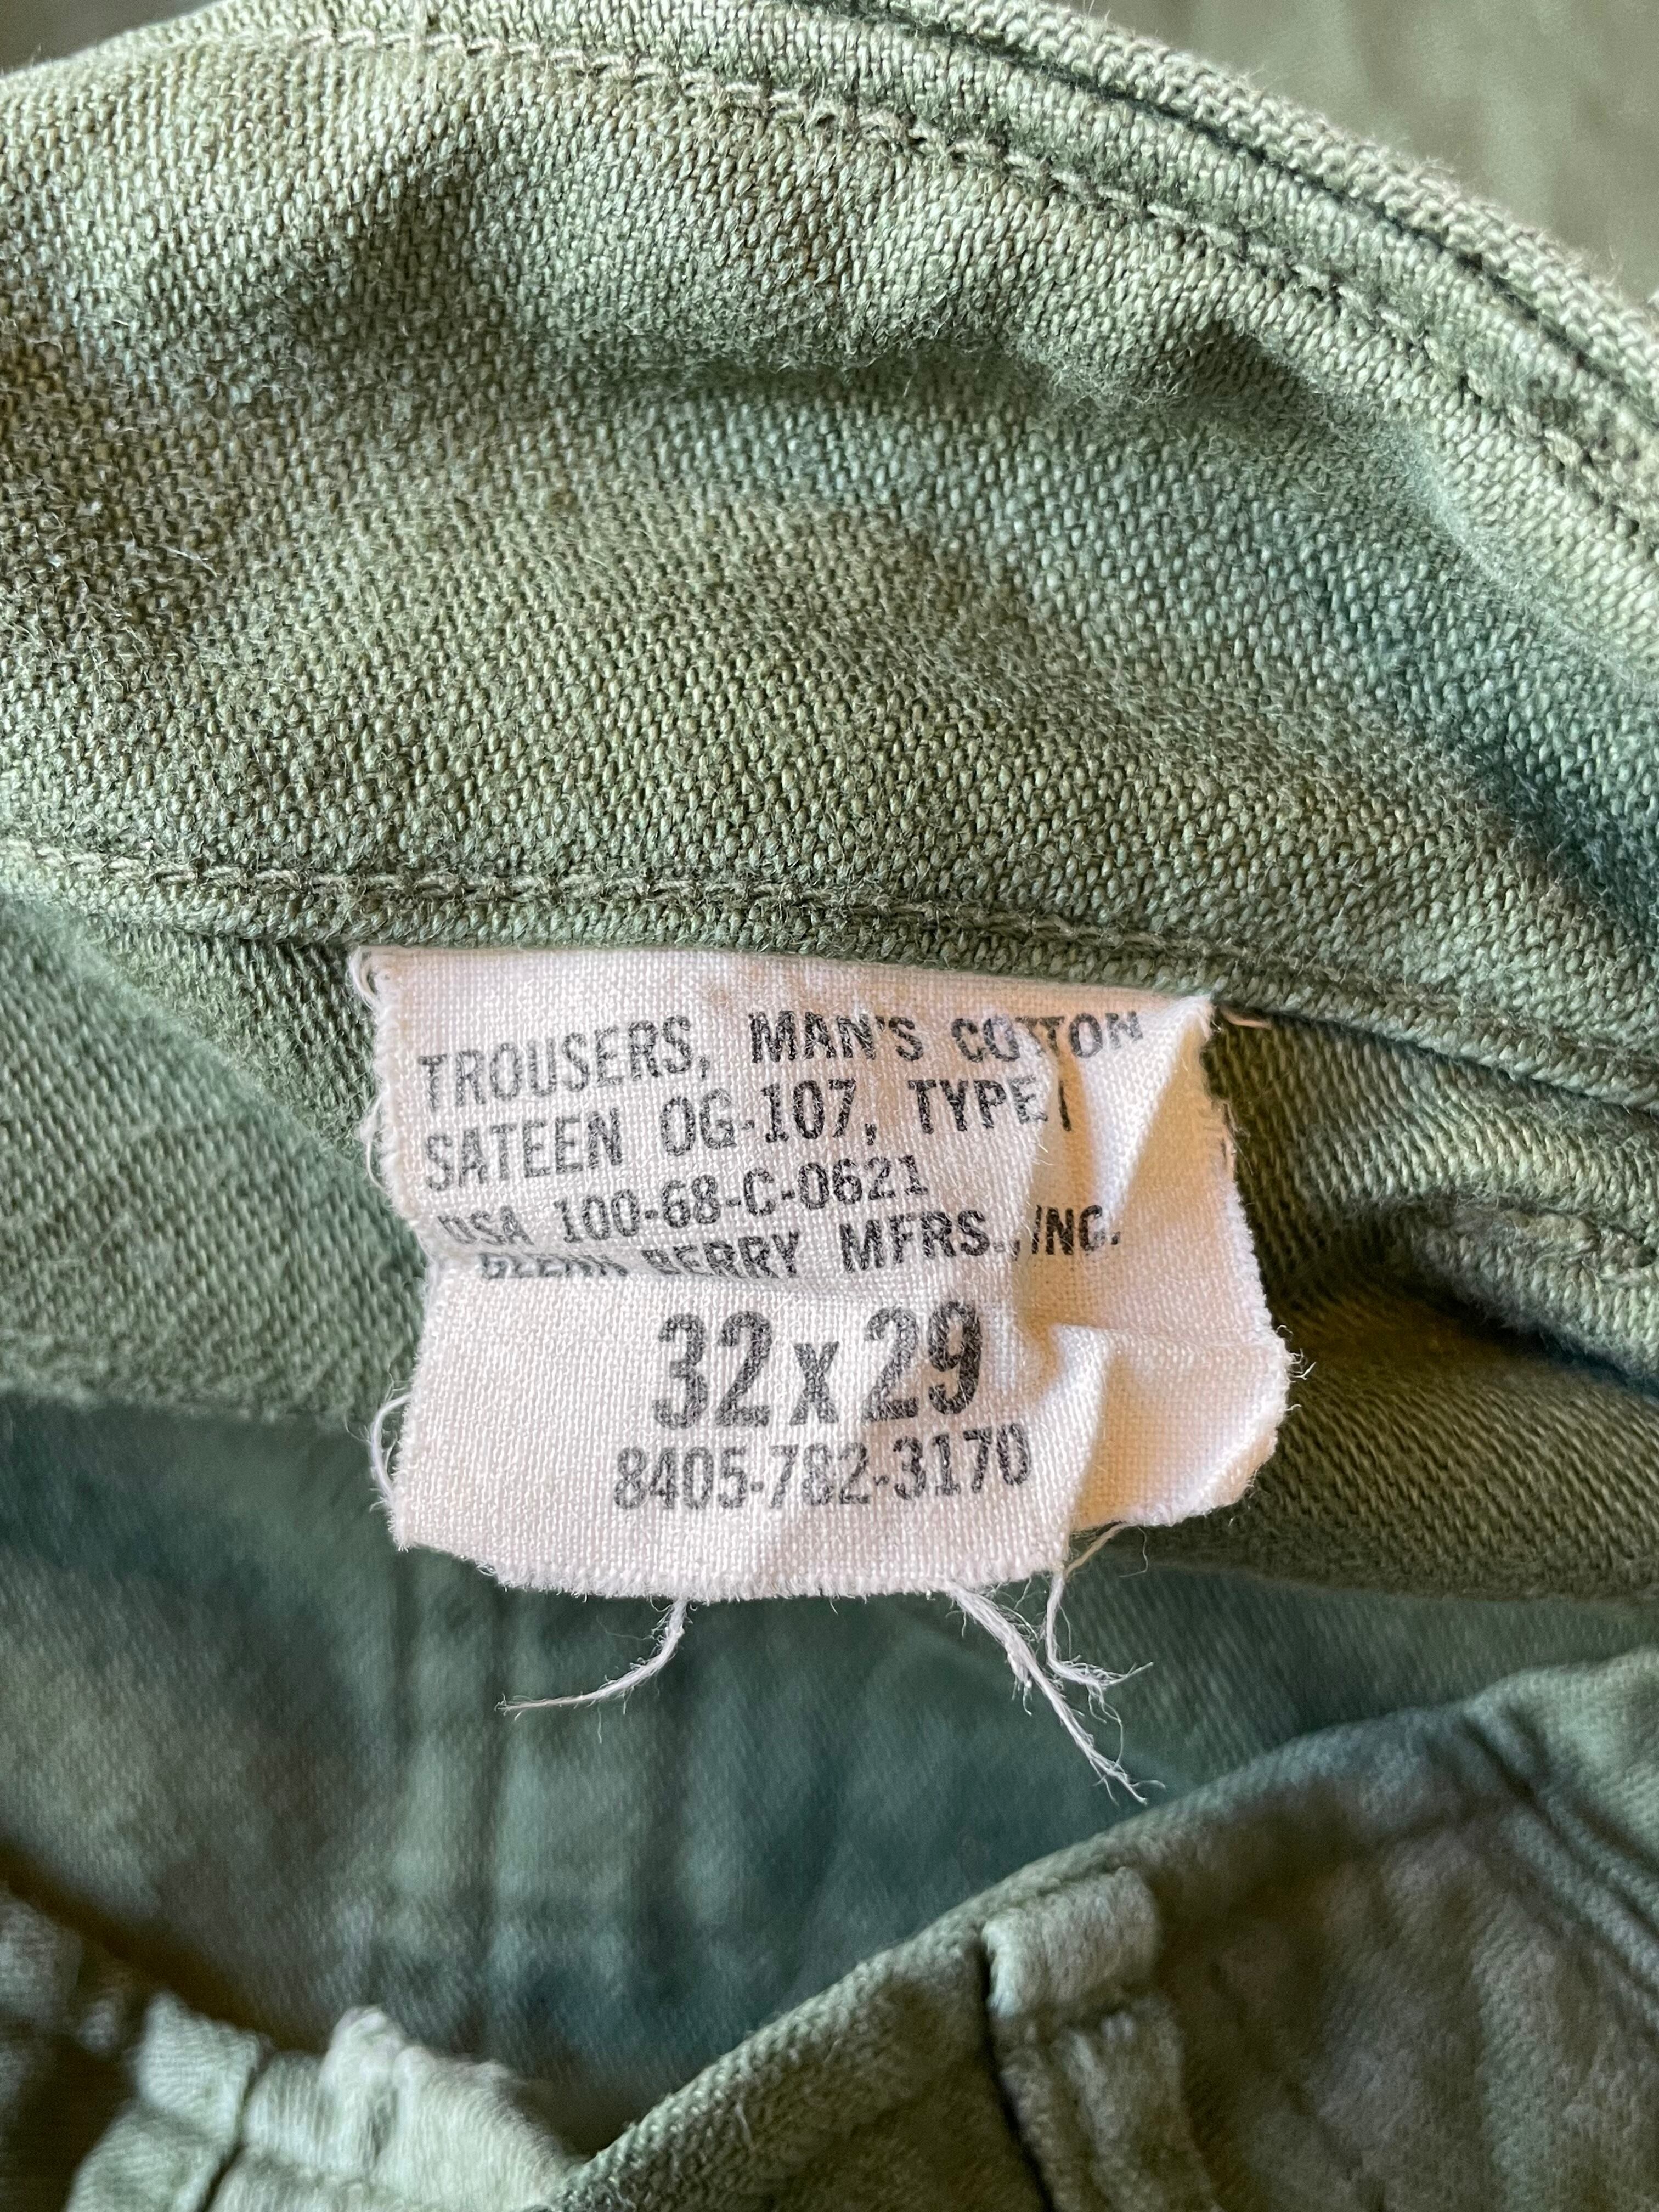 TROUSERS, MAN'S COTTON
SATEEN OG-107, TYPE I
DSA 100-68-C-0621
GLENN BERRY MFRS., INC.
32 x 29
8405-782-3170